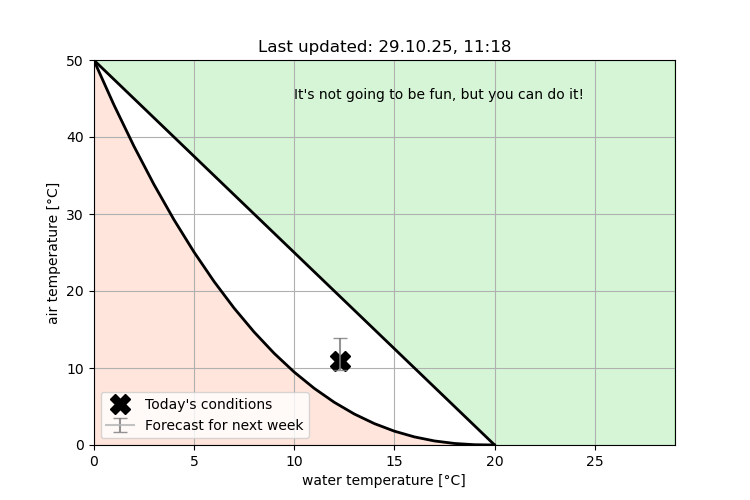 Last updated: 29.10.25, 11:18
50
It's not going to be fun, but you can do it!
40
30
air temperature [°C]
20
10
Today's conditions
Forecast for next week
0
0 5 10 15 20 25
water temperature [°C]